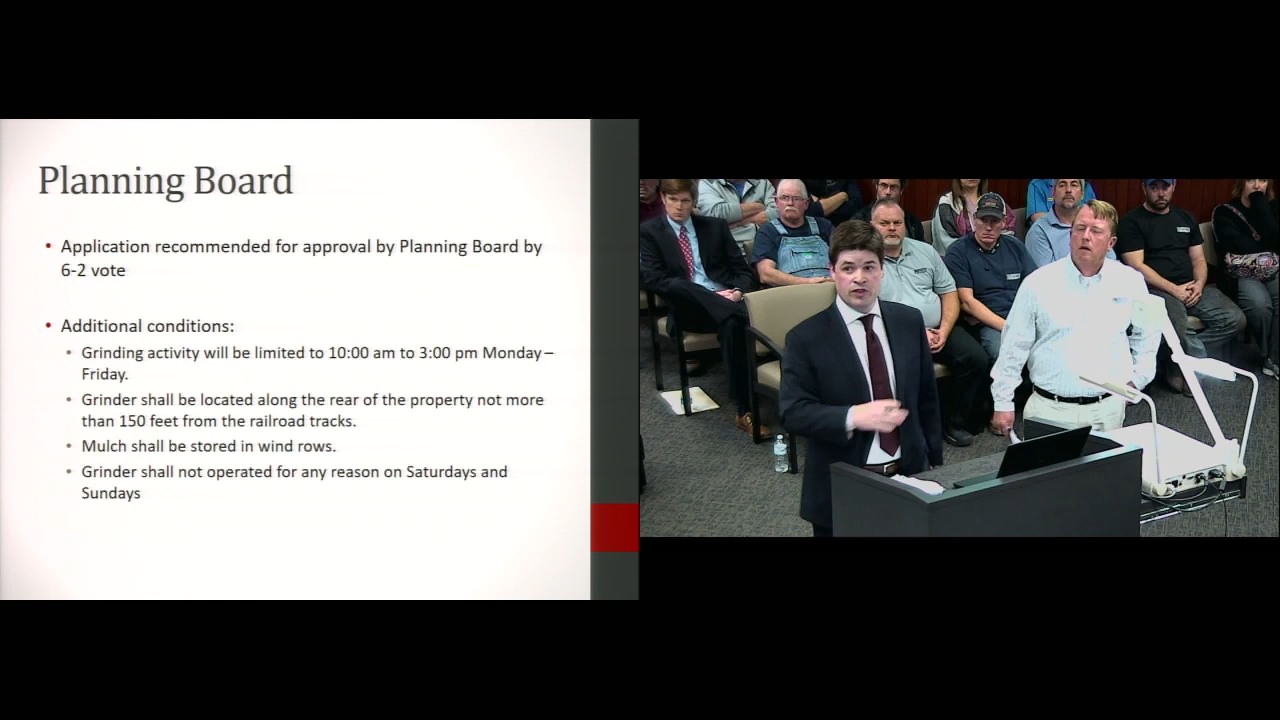 Planning Board
• Application recommended for approval by Planning Board by
6-2 vote
• Additional conditions:
• Grinding activity will be limited to 10:00 am to 3:00 pm Monday–
Friday.
• Grinder shall be located along the rear of the property not more
than 150 feet from the railroad tracks.
• Mulch shall be stored in wind rows.
• Grinder shall not operated for any reason on Saturdays and
Sundays